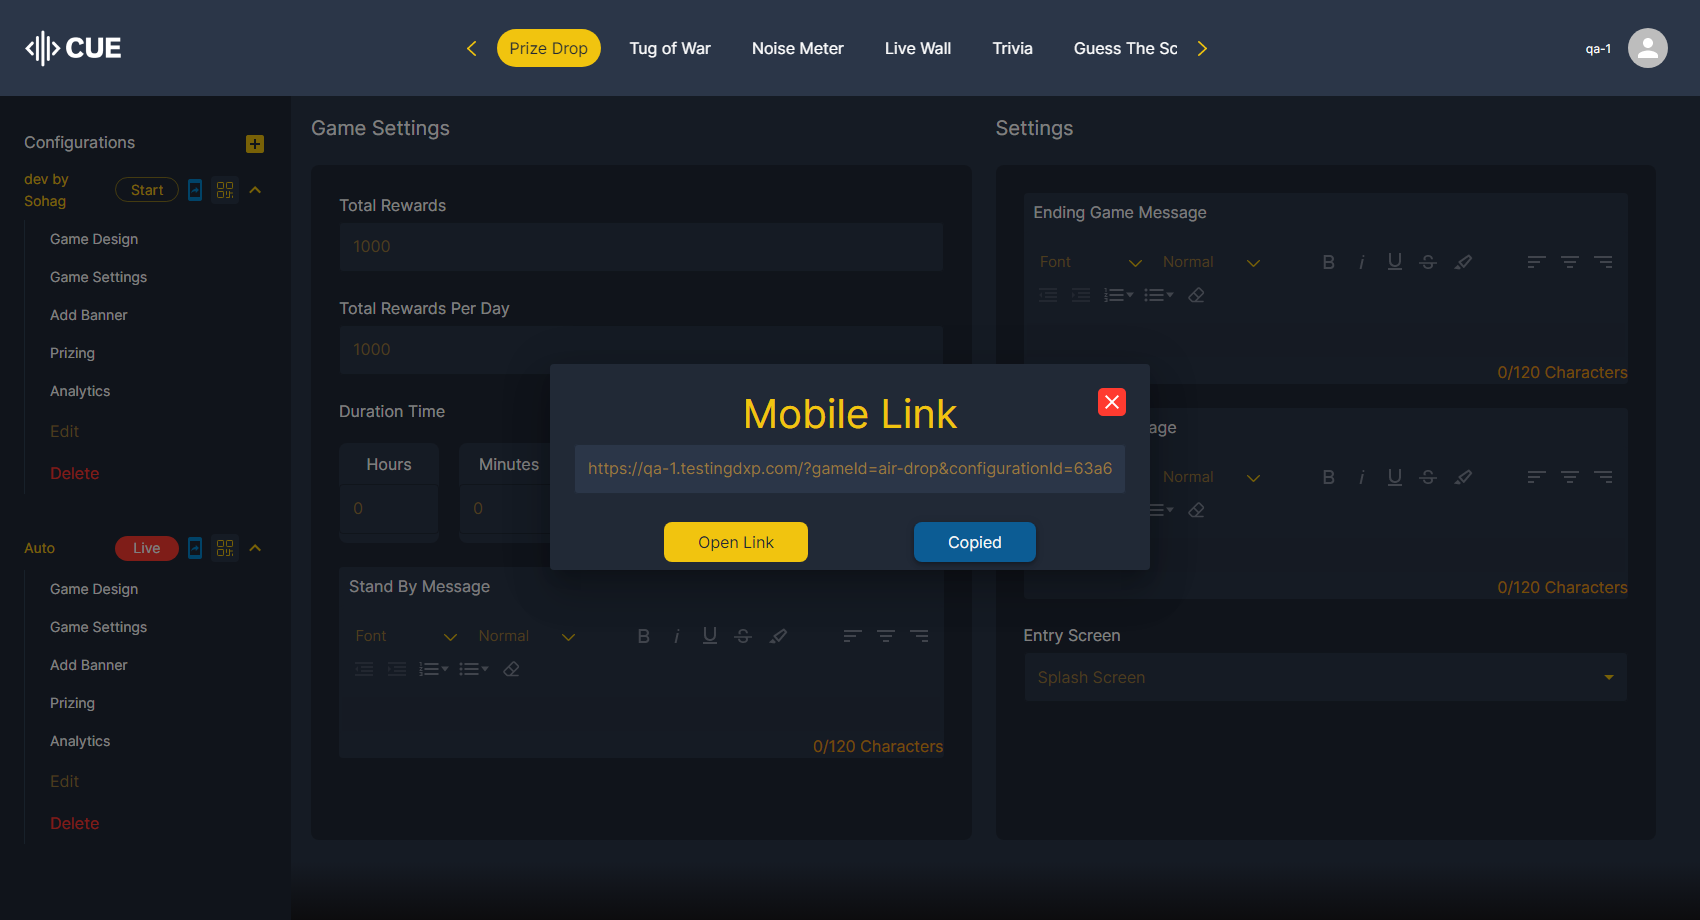 CUE
Prize Drop
Tug of War
Noise Meter
Live Wall
Trivia
Guess The Sc
qa-1
Configurations
dev by
Sohag
Start
Game Design
Game Settings
Add Banner
Prizing
Analytics
Edit
Delete
Auto
Live
Game Design
Game Settings
Add Banner
Prizing
Analytics
Edit
Delete
Game Settings
Total Rewards
1000
Total Rewards Per Day
1000
Duration Time
Hours
Minutes
0
0
Stand By Message
Font
Normal
B
i
U
S
0/120 Characters
Settings
Ending Game Message
Font
Normal
B
i
U
S
0/120 Characters
age
Normal
B
i
U
S
0/120 Characters
Entry Screen
Splash Screen
Mobile Link
https://qa-1.testingdxp.com/?gameId=air-drop&configurationId=63a6
Open Link
Copied